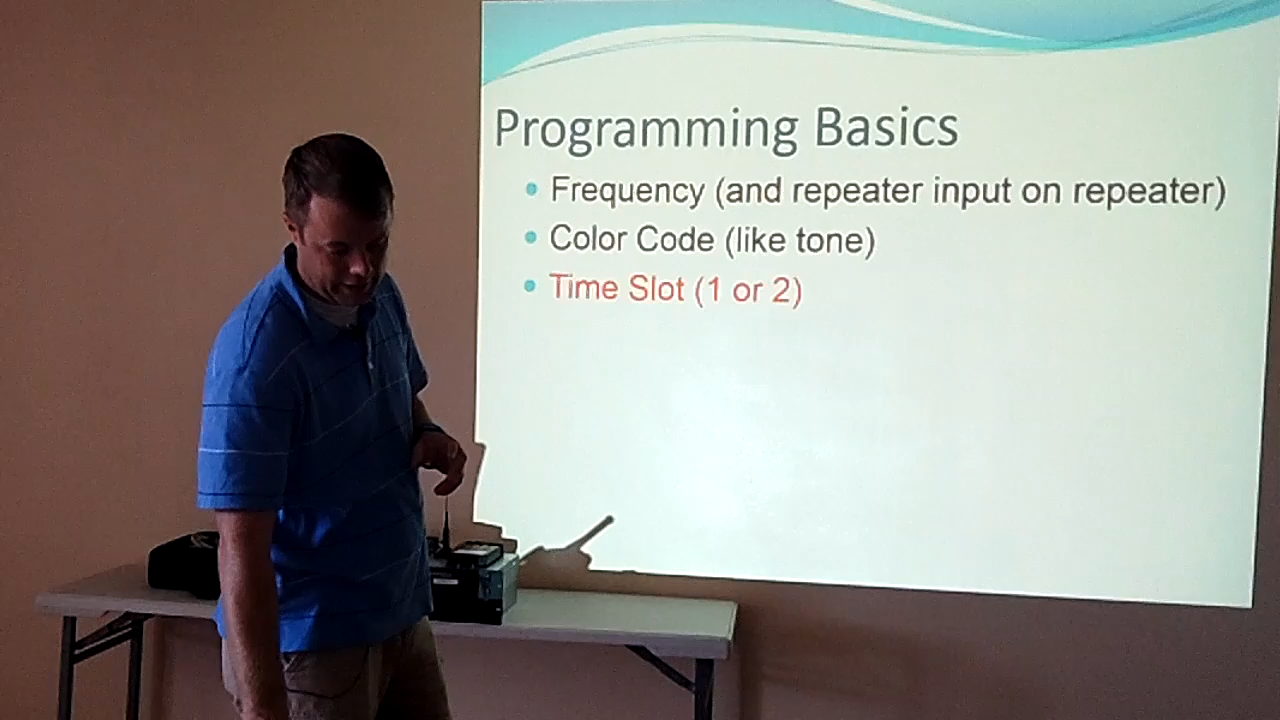 Programming Basics
Frequency (and repeater input on repeater)
Color Code (like tone)
Time Slot (1 or 2)